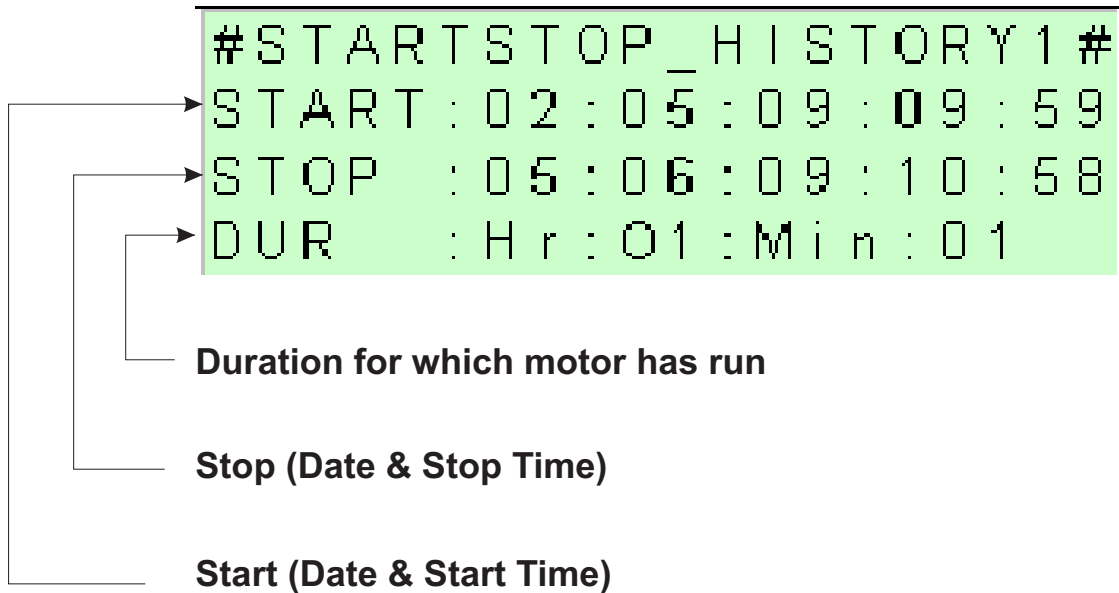 #STARTSTOP_HISTORY1#
START:02:05:09:09:59
STOP :05:06:09:10:58
DUR :Hr:01:Min:01
Duration for which motor has run
Stop (Date & Stop Time)
Start (Date & Start Time)